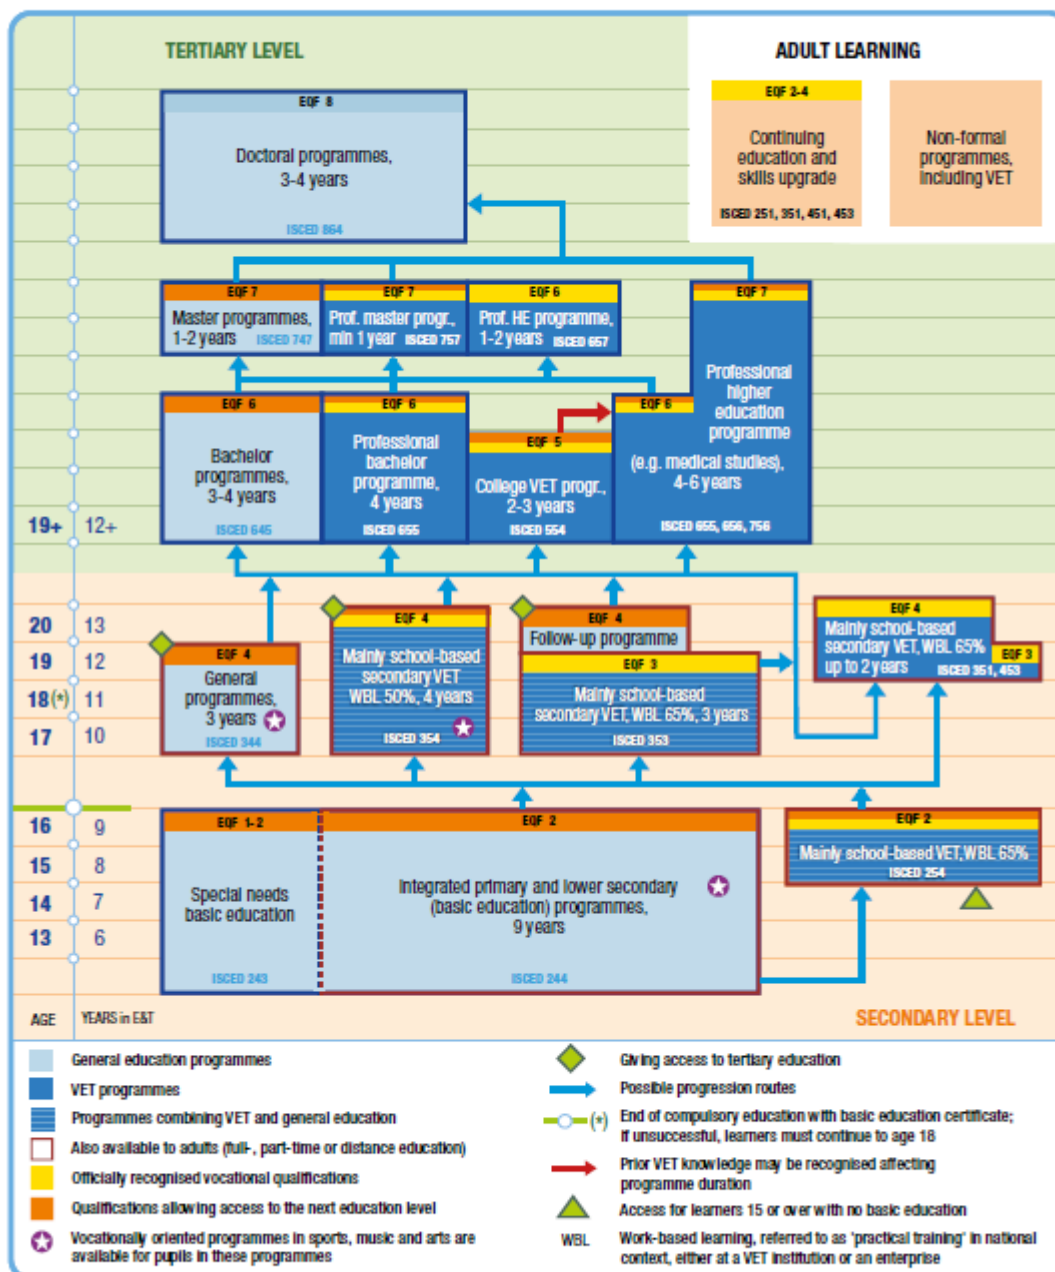 TERTIARY LEVEL
ADULT LEARNING
EQF 2-4
Continuing
education and
skills upgrade
ISCED 251, 351, 451, 453
Non-formal
programmes,
including VET
EQF 8
Doctoral programmes,
3-4 years
ISCED 864
EQF 7
Master programmes,
1-2 years ISCED 747
EQF 7
Prof. master progr.,
min 1 year ISCED 757
EQF 6
Prof. HE programme,
1-2 years ISCED 657
EQF 7
Professional
higher
education
programme
EQF 6
(e.g. medical studies),
4-6 years
ISCED 655, 656, 756
EQF 6
Bachelor
programmes,
3-4 years
ISCED 645
EQF 6
Professional
bachelor
programme,
4 years
ISCED 655
EQF 5
College VET progr.,
2-3 years
ISCED 554
19+ 12+
20 13
19 12
18 (*) 11
17 10
EQF 4
General
programmes,
3 years
ISCED 344
EQF 4
Mainly school-based
secondary VET
WBL 50%, 4 years
ISCED 354
EQF 4
Follow-up programme
EQF 3
Mainly school-based
secondary VET, WBL 65%, 3 years
ISCED 353
EQF 4
Mainly school-based
secondary VET, WBL 65%
up to 2 years ISCED 351, 453
EQF 3
16 9
15 8
14 7
13 6
EQF 1-2
Special needs
basic education
ISCED 243
EQF 2
Integrated primary and lower secondary
(basic education) programmes,
9 years
ISCED 244
EQF 2
Mainly school-based VET, WBL 65%
ISCED 254
AGE YEARS in E&T
SECONDARY LEVEL
General education programmes
VET programmes
Programmes combining VET and general education
Also available to adults (full-, part-time or distance education)
Officially recognised vocational qualifications
Qualifications allowing access to the next education level
Vocationally oriented programmes in sports, music and arts are
available for pupils in these programmes
Giving access to tertiary education
Possible progression routes
(*) End of compulsory education with basic education certificate;
if unsuccessful, learners must continue to age 18
Prior VET knowledge may be recognised affecting
programme duration
Access for learners 15 or over with no basic education
WBL Work-based learning, referred to as 'practical training' in national
context, either at a VET institution or an enterprise